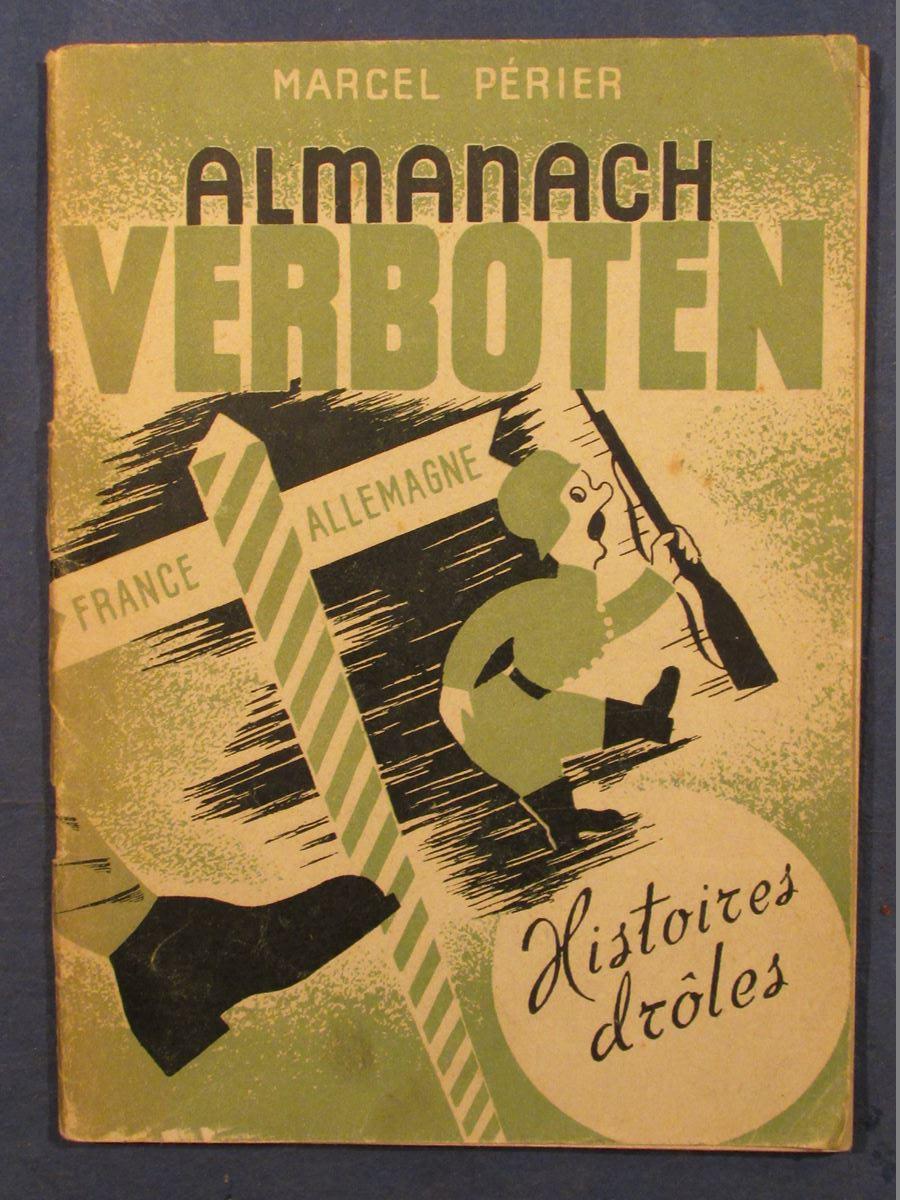 MARCEL PÉRIER
ALMANACH
VERBOTEN
FRANCE
ALLEMAGNE
Histoires
drôles